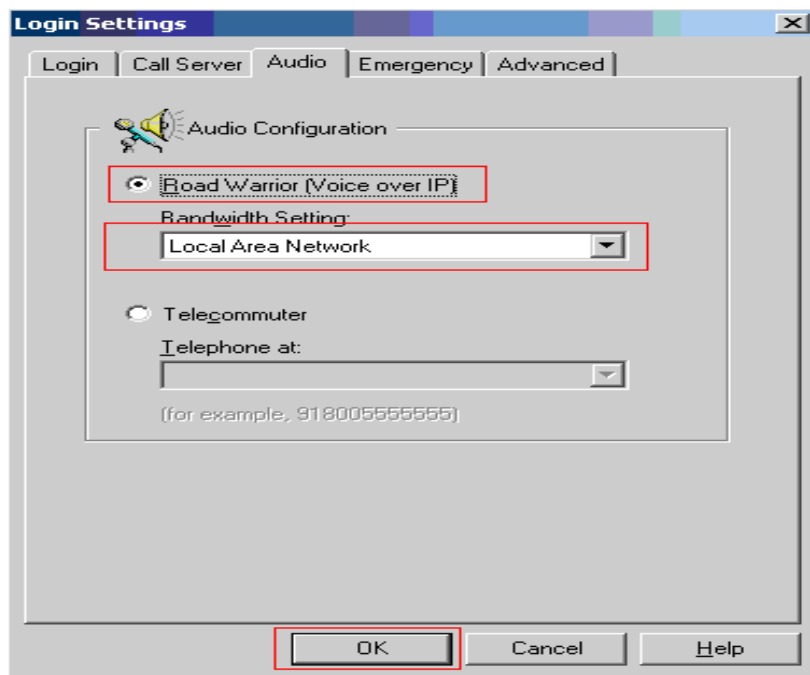 Login Settings
Login Call Server Audio Emergency Advanced
Audio Configuration
Road Warrior (Voice over IP)
Bandwidth Setting:
Local Area Network
Telecommuter
Telephone at:
(for example, 918005555555)
OK Cancel Help